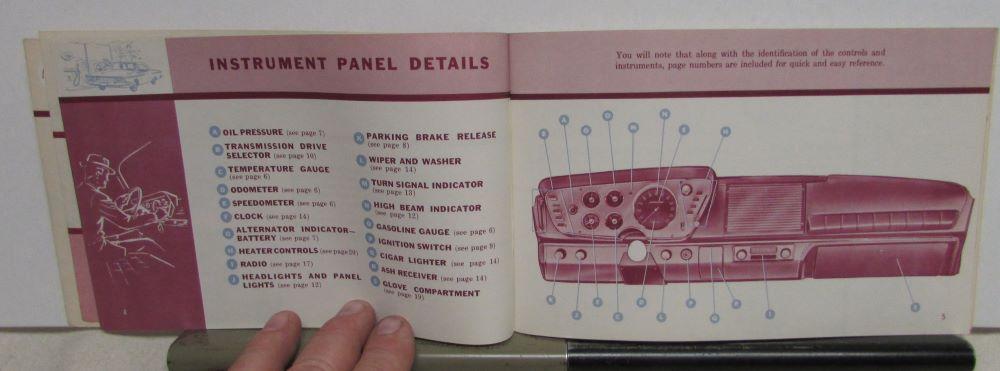 INSTRUMENT PANEL DETAILS
A OIL PRESSURE (see page 7)
B TRANSMISSION DRIVE
SELECTOR (see page 10)
C TEMPERATURE GAUGE
(see page 6)
D ODOMETER (see page 6)
E SPEEDOMETER (see page 6)
F CLOCK (see page 14)
G ALTERNATOR INDICATOR—
BATTERY (see page 7)
H HEATER CONTROLS (see page 19)
I RADIO (see page 17)
J HEADLIGHTS AND PANEL
LIGHTS (see page 12)
K PARKING BRAKE RELEASE
(see page 8)
L WIPER AND WASHER
(see page 14)
M TURN SIGNAL INDICATOR
(see page 13)
N HIGH BEAM INDICATOR
(see page 12)
O GASOLINE GAUGE (see page 6)
P IGNITION SWITCH (see page 9)
Q CIGAR LIGHTER (see page 14)
R ASH RECEIVER (see page 14)
S GLOVE COMPARTMENT
(see page 19)
4
You will note that along with the identification of the controls and
instruments, page numbers are included for quick and easy reference.
5